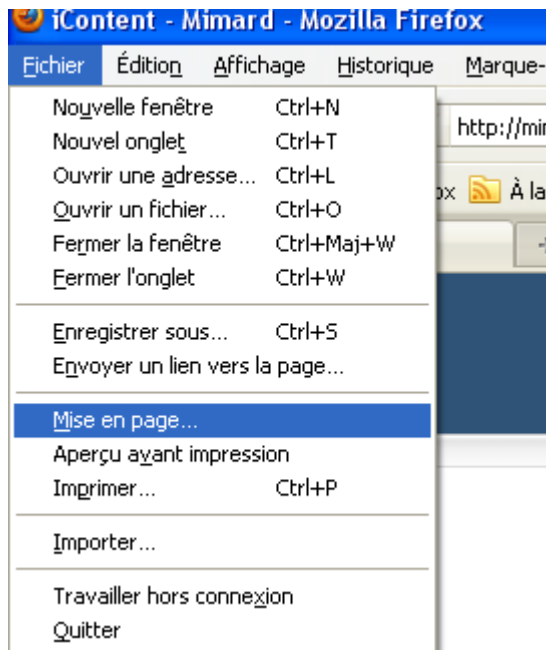 iContent - Mimard - Mozilla Firefox
Fichier Édition Affichage Historique Marque-
Nouvelle fenêtre Ctrl+N
http://mi
Nouvel onglet Ctrl+T
Ouvrir une adresse... Ctrl+L
ox À la
Ouvrir un fichier... Ctrl+O
Fermer la fenêtre Ctrl+Maj+W
Fermer l'onglet Ctrl+W
Enregistrer sous... Ctrl+S
Envoyer un lien vers la page...
Mise en page...
Aperçu avant impression
Imprimer... Ctrl+P
Importer...
Travailler hors connexion
Quitter